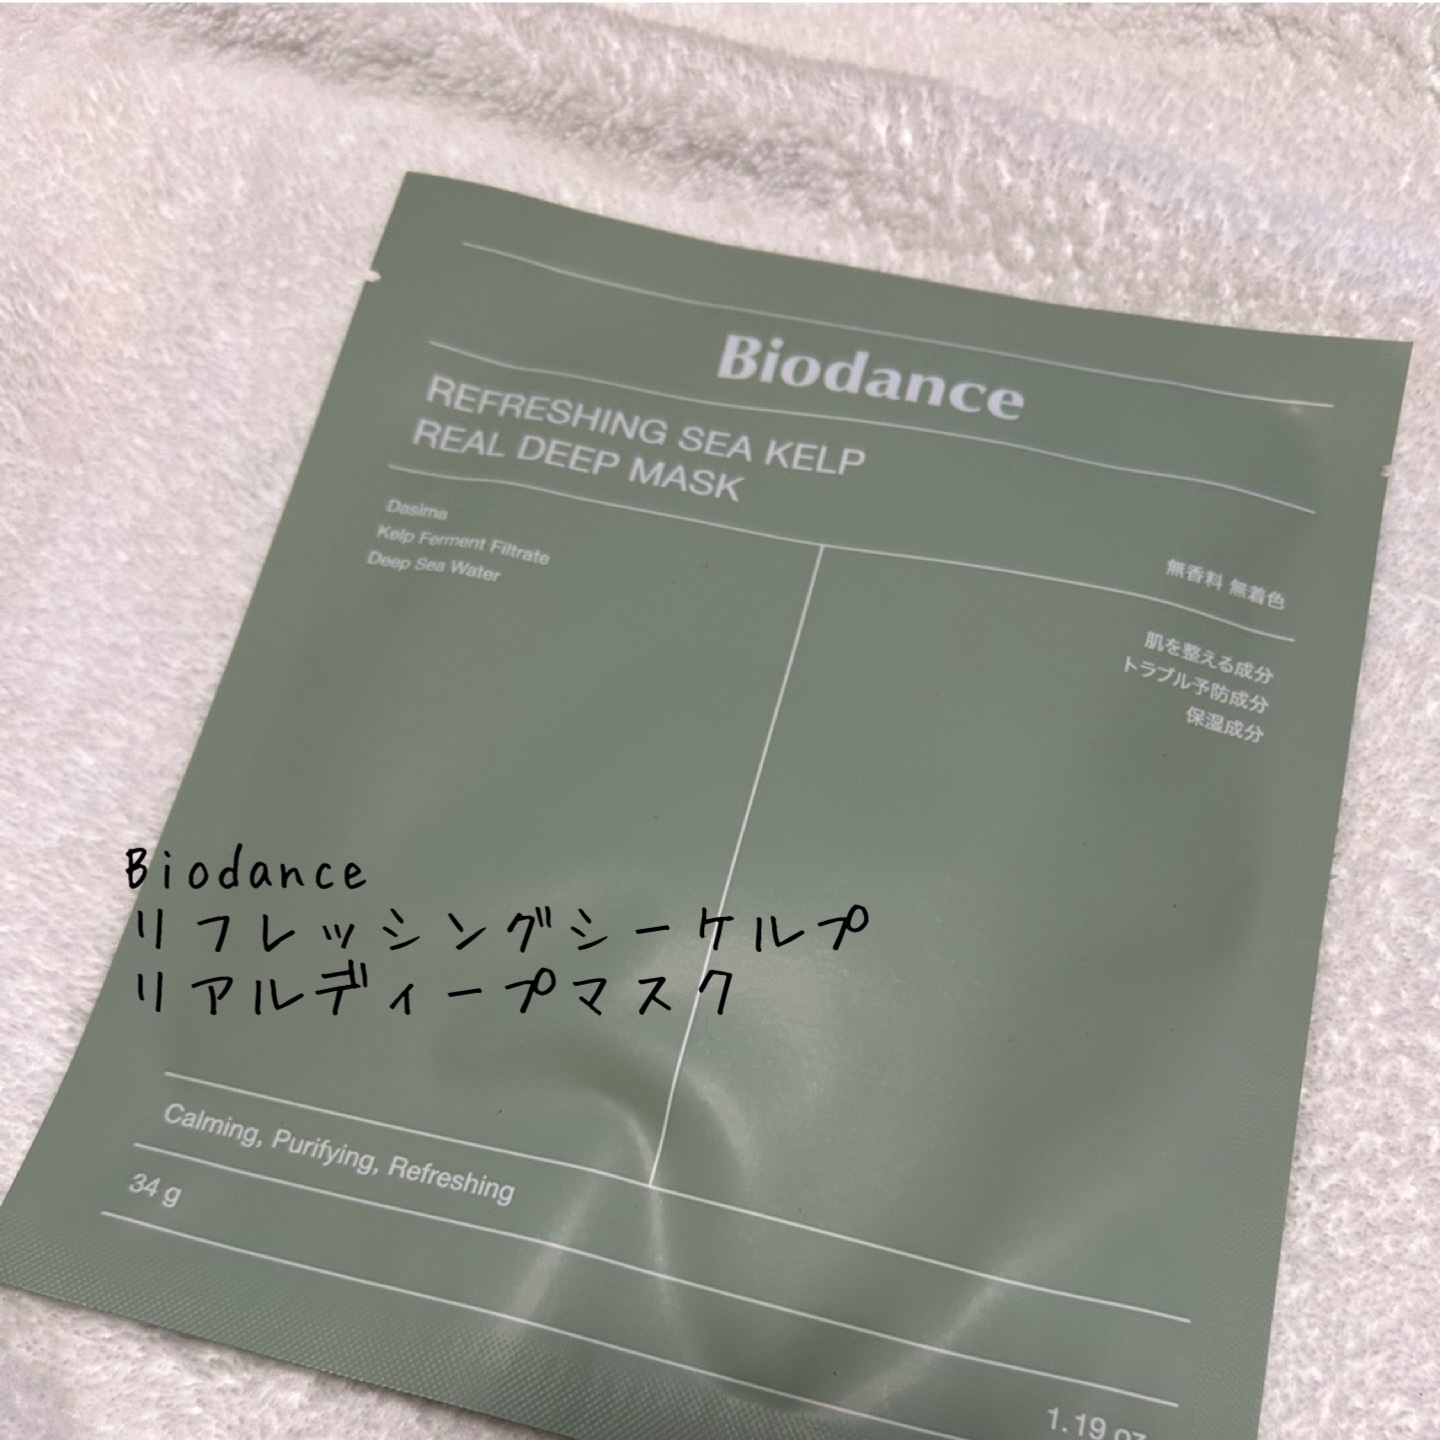 Biodance
REFRESHING SEA KELP
REAL DEEP MASK
Dasima
Kelp Ferment Filtrate
Deep Sea Water
無香料 無着色
肌を整える成分
トラブル予防成分
保湿成分
Biodance
リフレッシングシーケルプ
リアルディープマスク
Calming, Purifying, Refreshing
34 g
1.19 oz